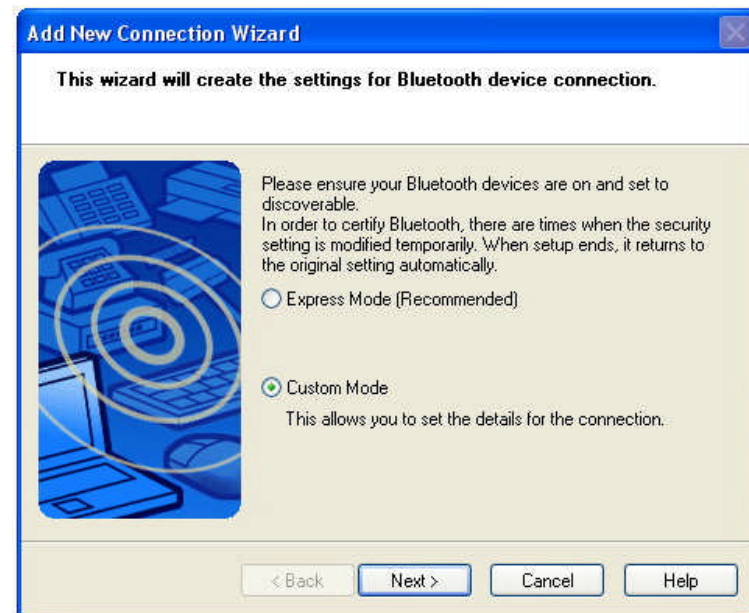 Add New Connection Wizard
This wizard will create the settings for Bluetooth device connection.
Please ensure your Bluetooth devices are on and set to
discoverable.
In order to certify Bluetooth, there are times when the security
setting is modified temporarily. When setup ends, it returns to
the original setting automatically.
Express Mode (Recommended)
Custom Mode
This allows you to set the details for the connection.
< Back Next > Cancel Help